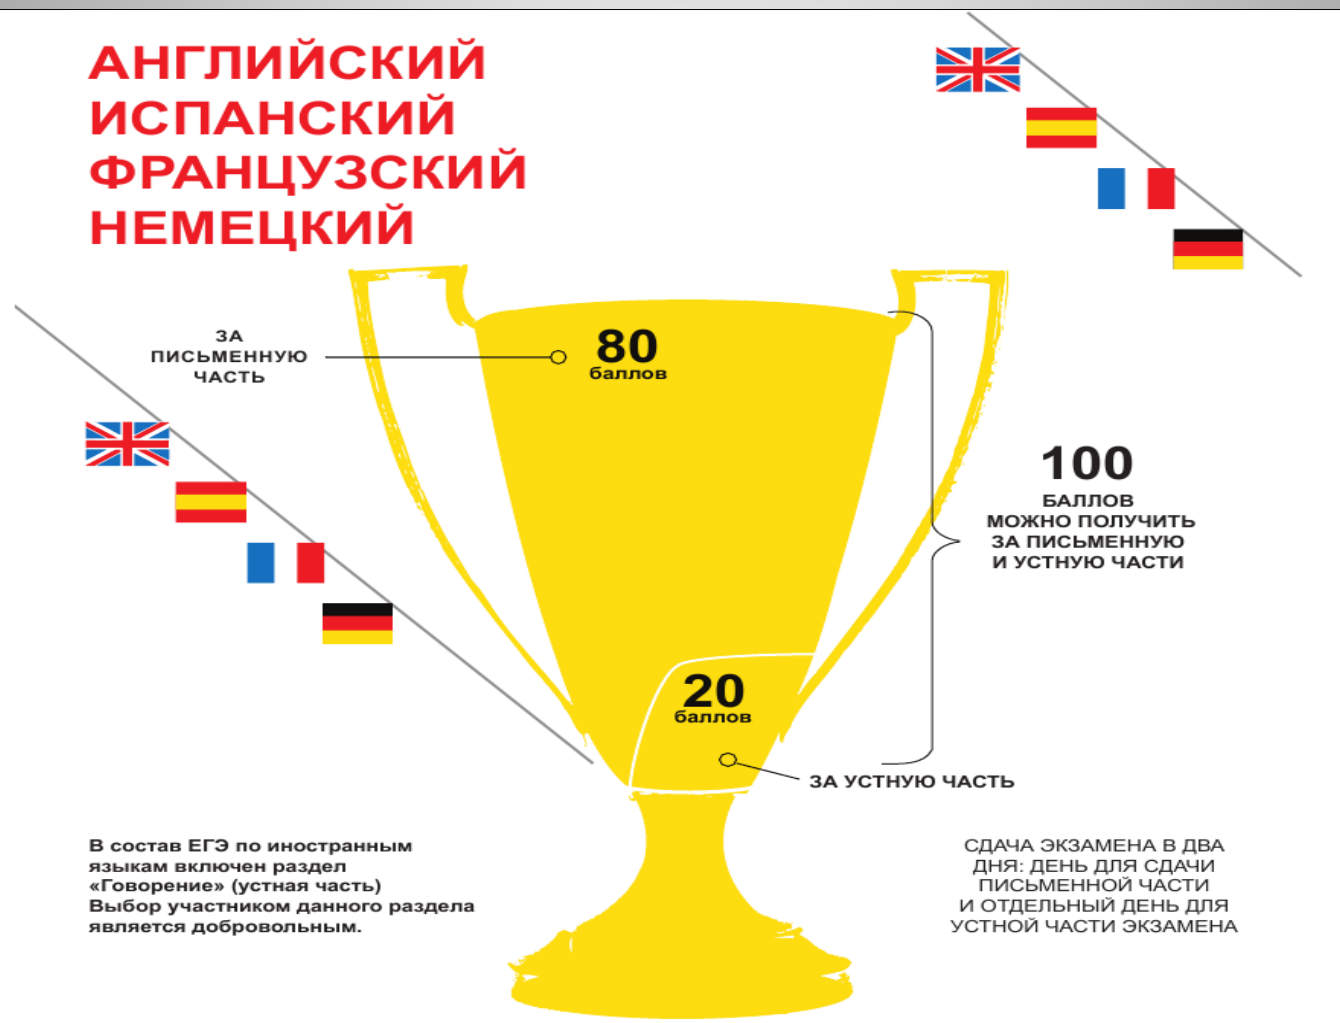 АНГЛИЙСКИЙ
ИСПАНСКИЙ
ФРАНЦУЗСКИЙ
НЕМЕЦКИЙ
ЗА
ПИСЬМЕННУЮ
ЧАСТЬ
80
баллов
100
БАЛЛОВ
МОЖНО ПОЛУЧИТЬ
ЗА ПИСЬМЕННУЮ
И УСТНУЮ ЧАСТИ
20
баллов
ЗА УСТНУЮ ЧАСТЬ
В состав ЕГЭ по иностранным
языкам включен раздел
«Говорение» (устная часть)
Выбор участником данного раздела
является добровольным.
СДАЧА ЭКЗАМЕНА В ДВА
ДНЯ: ДЕНЬ ДЛЯ СДАЧИ
ПИСЬМЕННОЙ ЧАСТИ
И ОТДЕЛЬНЫЙ ДЕНЬ ДЛЯ
УСТНОЙ ЧАСТИ ЭКЗАМЕНА